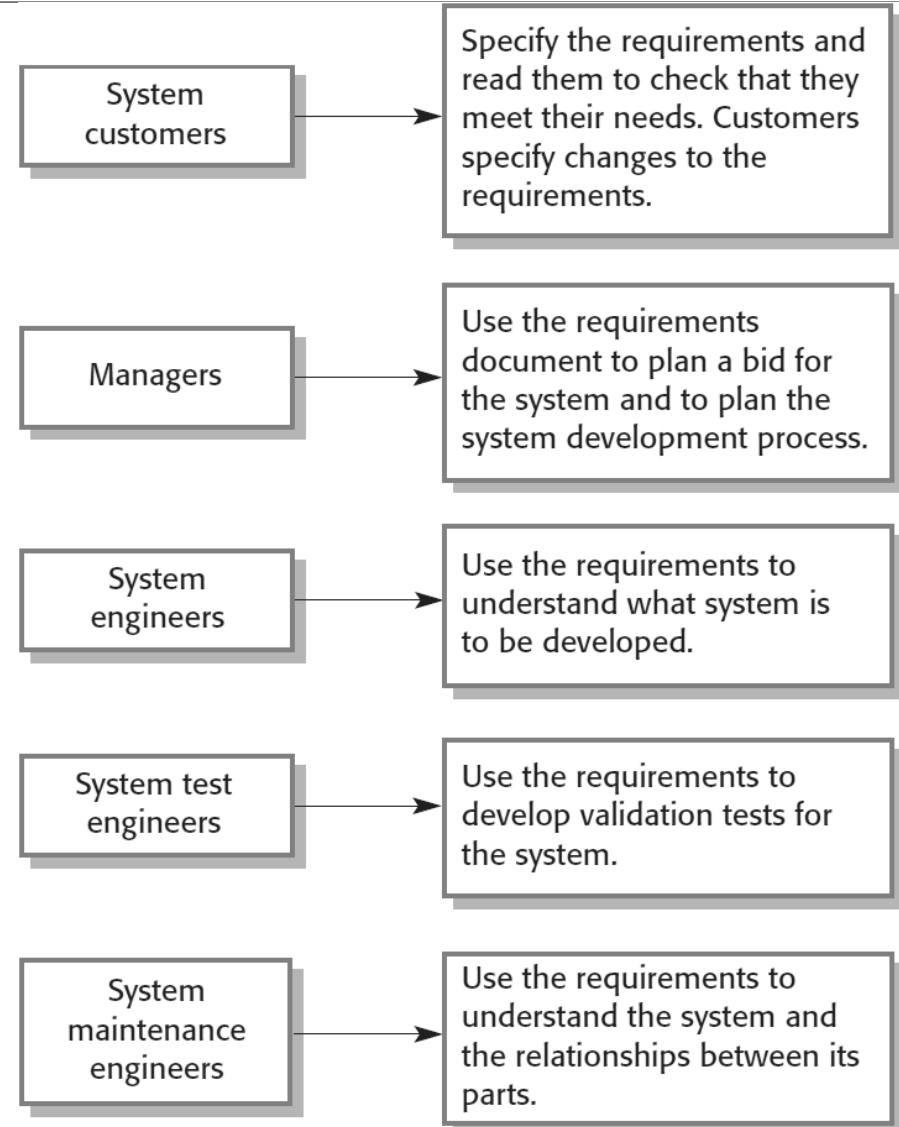 System
customers
Specify the requirements and
read them to check that they
meet their needs. Customers
specify changes to the
requirements.
Managers
Use the requirements
document to plan a bid for
the system and to plan the
system development process.
System
engineers
Use the requirements to
understand what system is
to be developed.
System test
engineers
Use the requirements to
develop validation tests for
the system.
System
maintenance
engineers
Use the requirements to
understand the system and
the relationships between its
parts.